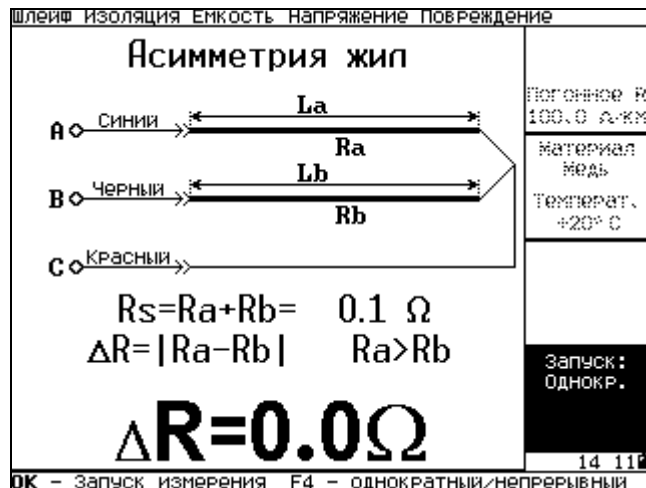 Шлейф Изоляция Емкость Напряжение Повреждение
Асимметрия жил
La
A Синий
Ra
Погонное R
100.0 Ω/км
Материал
Медь
Lb
B Черный
Rb
Температ.
+20° C
C Красный
Rs=Ra+Rb= 0.1 Ω
ΔR=|Ra-Rb| Ra>Rb
Запуск:
Однокр.
ΔR=0.0Ω
14 11
OK - Запуск измерения F4 - однократный/непрерывный